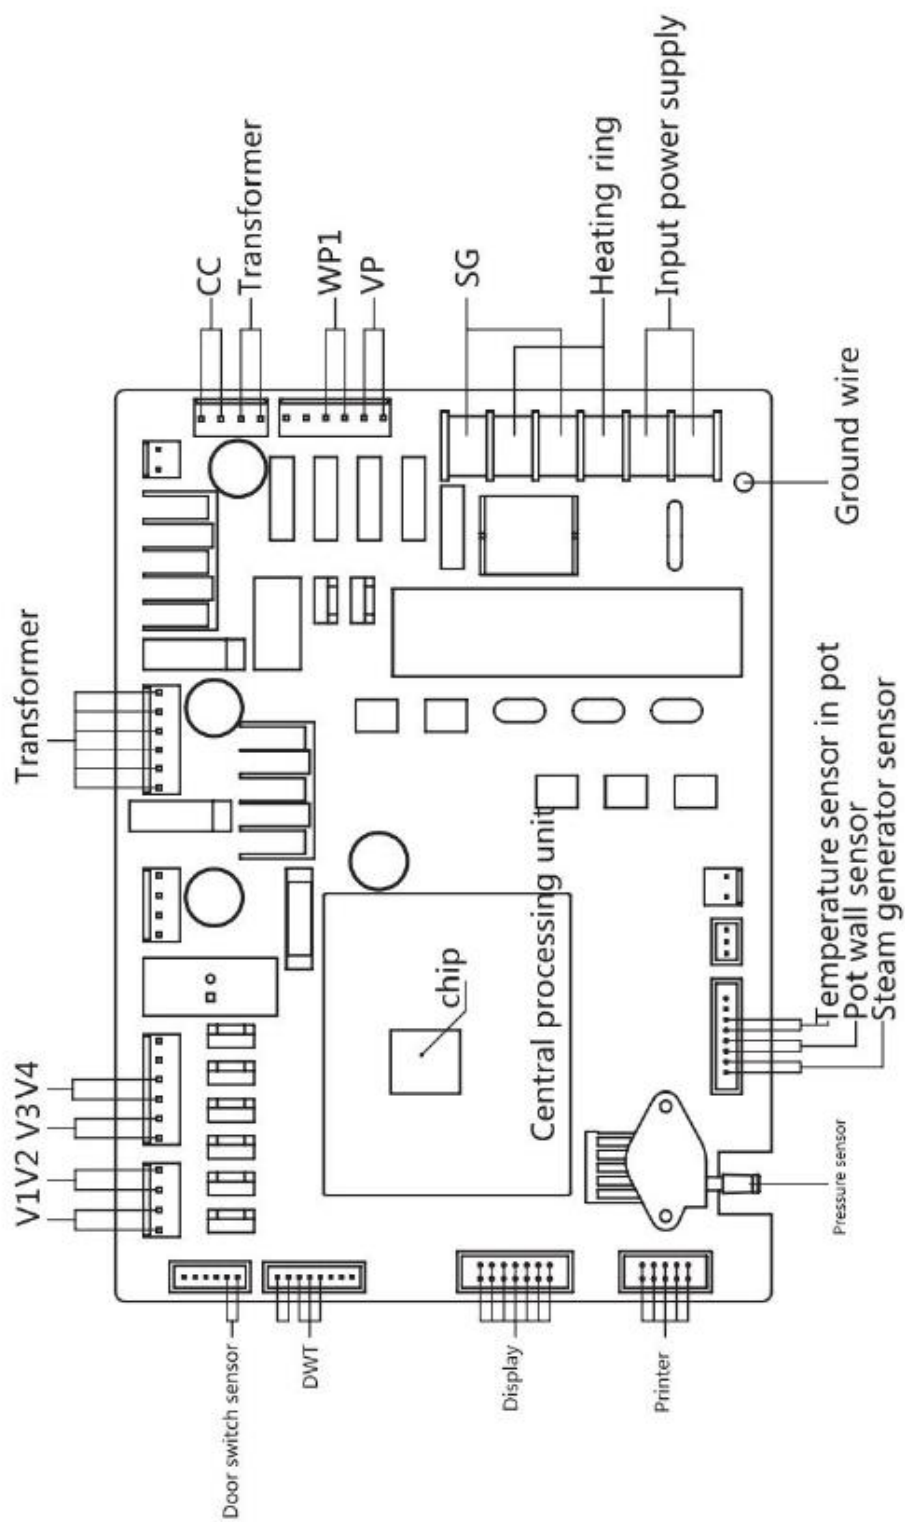 Transformer
V1V2 V3V4
CC
Transformer
WP1
VP
SG
Heating ring
Input power supply
Ground wire
chip
Central processing unit
Temperature sensor in pot
Pot wall sensor
Steam generator sensor
Pressure sensor
Door switch sensor
DWT
Display
Printer